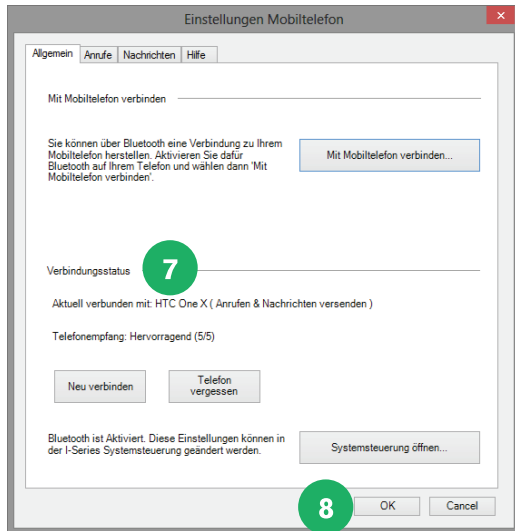 Einstellungen Mobiltelefon
Allgemein Anrufe Nachrichten Hilfe
Mit Mobiltelefon verbinden
Sie können über Bluetooth eine Verbindung zu Ihrem
Mobiltelefon herstellen. Aktivieren Sie dafür
Bluetooth auf Ihrem Telefon und wählen dann 'Mit
Mobiltelefon verbinden'.
Mit Mobiltelefon verbinden...
Verbindungsstatus
7
Aktuell verbunden mit: HTC One X ( Anrufen & Nachrichten versenden )
Telefonempfang: Hervorragend (5/5)
Neu verbinden
Telefon
vergessen
Bluetooth ist Aktiviert. Diese Einstellungen können in
der I-Series Systemsteuerung geändert werden.
Systemsteuerung öffnen...
8
OK
Cancel